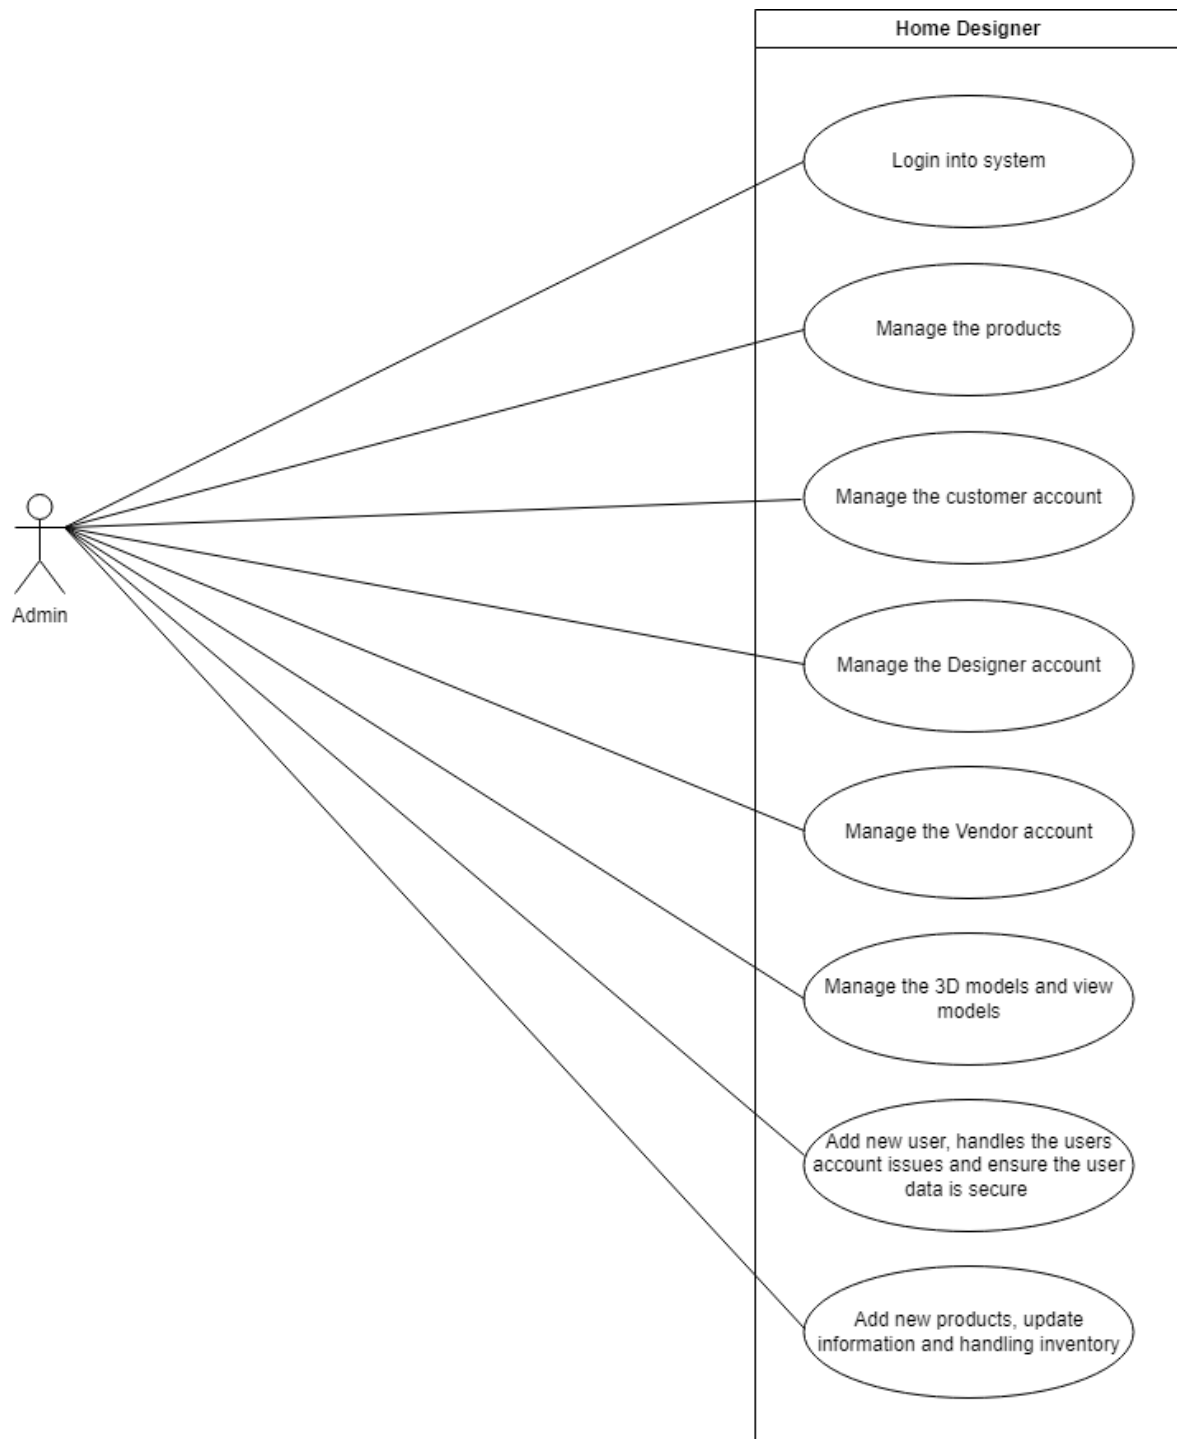 Home Designer
Login into system
Manage the products
Manage the customer account
Admin
Manage the Designer account
Manage the Vendor account
Manage the 3D models and view
models
Add new user, handles the users
account issues and ensure the user
data is secure
Add new products, update
information and handling inventory